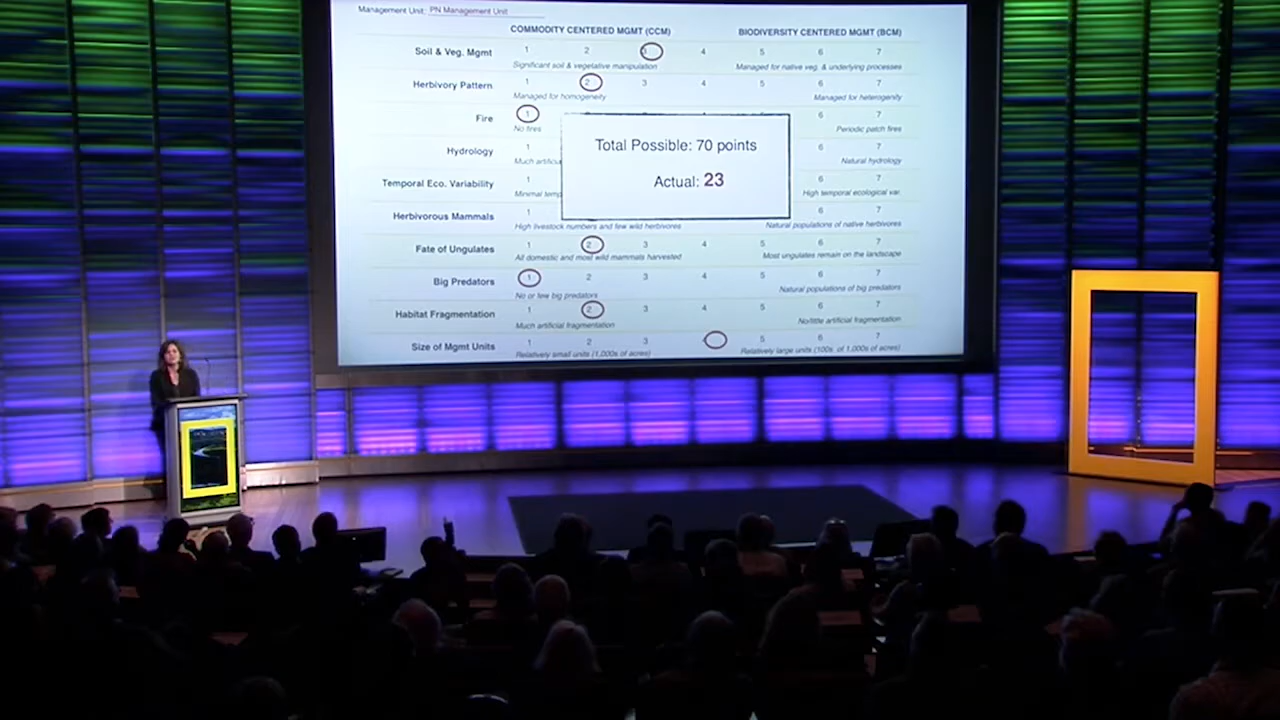 Management Unit: PN Management Unit
COMMODITY CENTERED MGMT (CCM) BIODIVERSITY CENTERED MGMT (BCM)
Soil & Veg. Mgmt 1 2 3 4 5 6 7
Significant soil & vegetative manipulation Managed for native veg. & underlying processes
Herbivory Pattern 1 2 3 4 5 6 7
Managed for homogeneity Managed for heterogenity
Fire 1 6 7
No fires Periodic patch fires
Total Possible: 70 points
Actual: 23
Hydrology 1 6 7
Much Natural hydrology
Temporal Eco. Variability 1 6 7
Minimal High temporal ecological var.
Herbivorous Mammals 1 6 7
High livestock numbers and few wild herbivores Natural populations of native herbivores
Fate of Ungulates 1 2 3 4 5 6 7
All domestic and most wild mammals harvested Most ungulates remain on the landscape
Big Predators 1 2 3 4 5 6 7
No or few big predators Natural populations of big predators
Habitat Fragmentation 1 2 3 4 5 6 7
Much artificial fragmentation No/little artificial fragmentation
Size of Mgmt Units 1 2 3 5 6 7
Relatively small units (1,000s of acres) Relatively large units (100s. of 1,000s of acres)